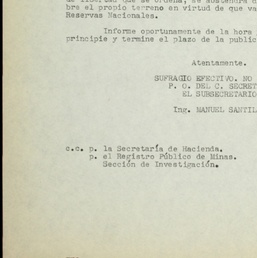 bre el propio terreno en virtud de que va
Reservas Nacionales.
Informe oportunamente de la hora
principie y termine el plazo de la public
Atentamente.
SUFRAGIO EFECTIVO. NO
P. O. DEL C. SECRET
EL SUBSECRETARIO
Ing. MANUEL SANTIL
c.c. p. la Secretaría de Hacienda.
p. el Registro Público de Minas.
Sección de Investigación.